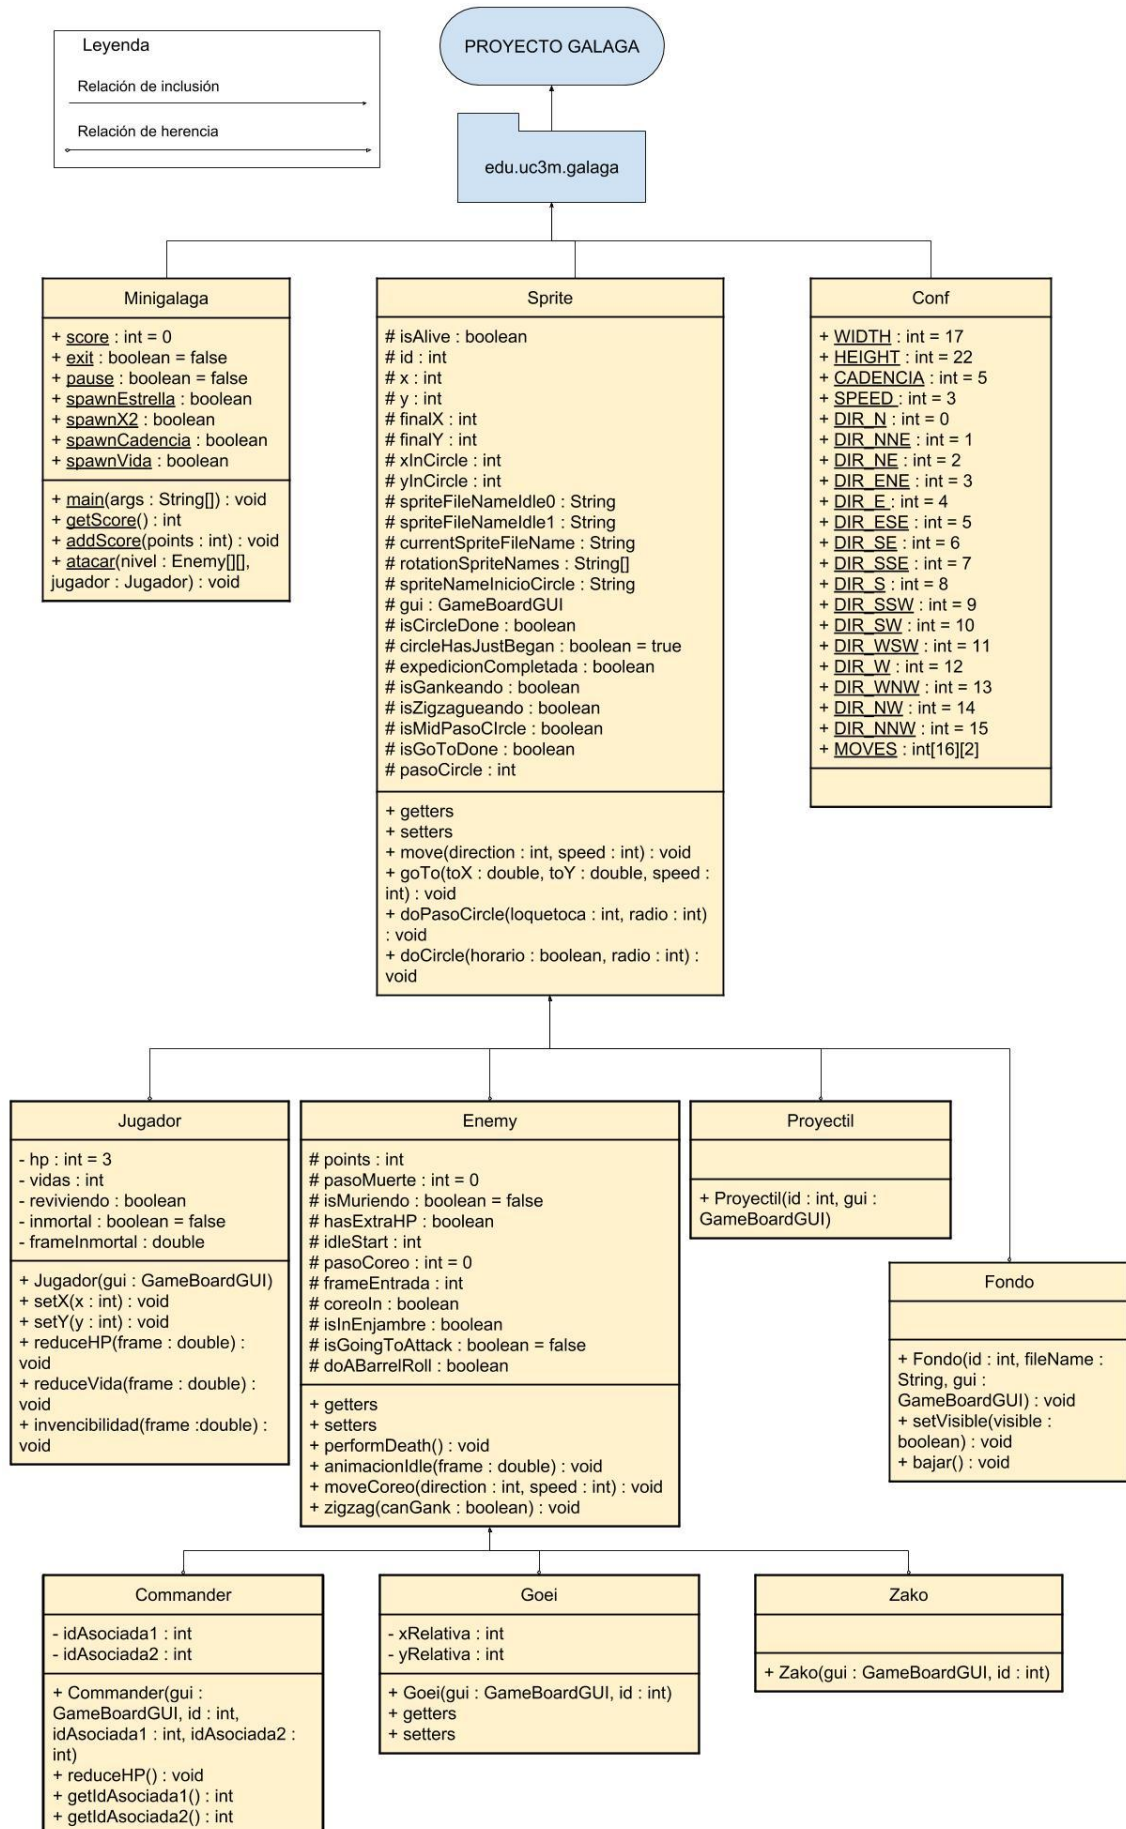 Leyenda
Relación de inclusión
Relación de herencia
PROYECTO GALAGA
edu.uc3m.galaga
Minigalaga
+ score : int = 0
+ exit : boolean = false
+ pause : boolean = false
+ spawnEstrella : boolean
+ spawnX2 : boolean
+ spawnCadencia : boolean
+ spawnVida : boolean
+ main(args : String[]) : void
+ getScore() : int
+ addScore(points : int) : void
+ atacar(nivel : Enemy[][],
jugador : Jugador) : void
Sprite
# isAlive : boolean
# id : int
# x : int
# y : int
# finalX : int
# finalY : int
# xInCircle : int
# yInCircle : int
# spriteFileNameIdle0 : String
# spriteFileNameIdle1 : String
# currentSpriteFileName : String
# rotationSpriteNames : String[]
# spriteNameInicioCircle : String
# gui : GameBoardGUI
# isCircleDone : boolean
# circleHasJustBegan : boolean = true
# expedicionCompletada : boolean
# isGankeando : boolean
# isZigzagueando : boolean
# isMidPasoCIrcle : boolean
# isGoToDone : boolean
# pasoCircle : int
+ getters
+ setters
+ move(direction : int, speed : int) : void
+ goTo(toX : double, toY : double, speed :
int) : void
+ doPasoCircle(loquetoca : int, radio : int)
: void
+ doCircle(horario : boolean, radio : int) :
void
Conf
+ WIDTH : int = 17
+ HEIGHT : int = 22
+ CADENCIA : int = 5
+ SPEED : int = 3
+ DIR_N : int = 0
+ DIR_NNE : int = 1
+ DIR_NE : int = 2
+ DIR_ENE : int = 3
+ DIR_E : int = 4
+ DIR_ESE : int = 5
+ DIR_SE : int = 6
+ DIR_SSE : int = 7
+ DIR_S : int = 8
+ DIR_SSW : int = 9
+ DIR_SW : int = 10
+ DIR_WSW : int = 11
+ DIR_W : int = 12
+ DIR_WNW : int = 13
+ DIR_NW : int = 14
+ DIR_NNW : int = 15
+ MOVES : int[16][2]
Jugador
- hp : int = 3
- vidas : int
- reviviendo : boolean
- inmortal : boolean = false
- frameInmortal : double
+ Jugador(gui : GameBoardGUI)
+ setX(x : int) : void
+ setY(y : int) : void
+ reduceHP(frame : double) :
void
+ reduceVida(frame : double) :
void
+ invencibilidad(frame :double) :
void
Enemy
# points : int
# pasoMuerte : int = 0
# isMuriendo : boolean = false
# hasExtraHP : boolean
# idleStart : int
# pasoCoreo : int = 0
# frameEntrada : int
# coreoIn : boolean
# isInEnjambre : boolean
# isGoingToAttack : boolean = false
# doABarrelRoll : boolean
+ getters
+ setters
+ performDeath() : void
+ animacionIdle(frame : double) : void
+ moveCoreo(direction : int, speed : int) : void
+ zigzag(canGank : boolean) : void
Proyectil
+ Proyectil(id : int, gui :
GameBoardGUI)
Fondo
+ Fondo(id : int, fileName :
String, gui :
GameBoardGUI) : void
+ setVisible(visible :
boolean) : void
+ bajar() : void
Commander
- idAsociada1 : int
- idAsociada2 : int
+ Commander(gui :
GameBoardGUI, id : int,
idAsociada1 : int, idAsociada2 :
int)
+ reduceHP() : void
+ getIdAsociada1() : int
+ getIdAsociada2() : int
Goei
- xRelativa : int
- yRelativa : int
+ Goei(gui : GameBoardGUI, id : int)
+ getters
+ setters
Zako
+ Zako(gui : GameBoardGUI, id : int)